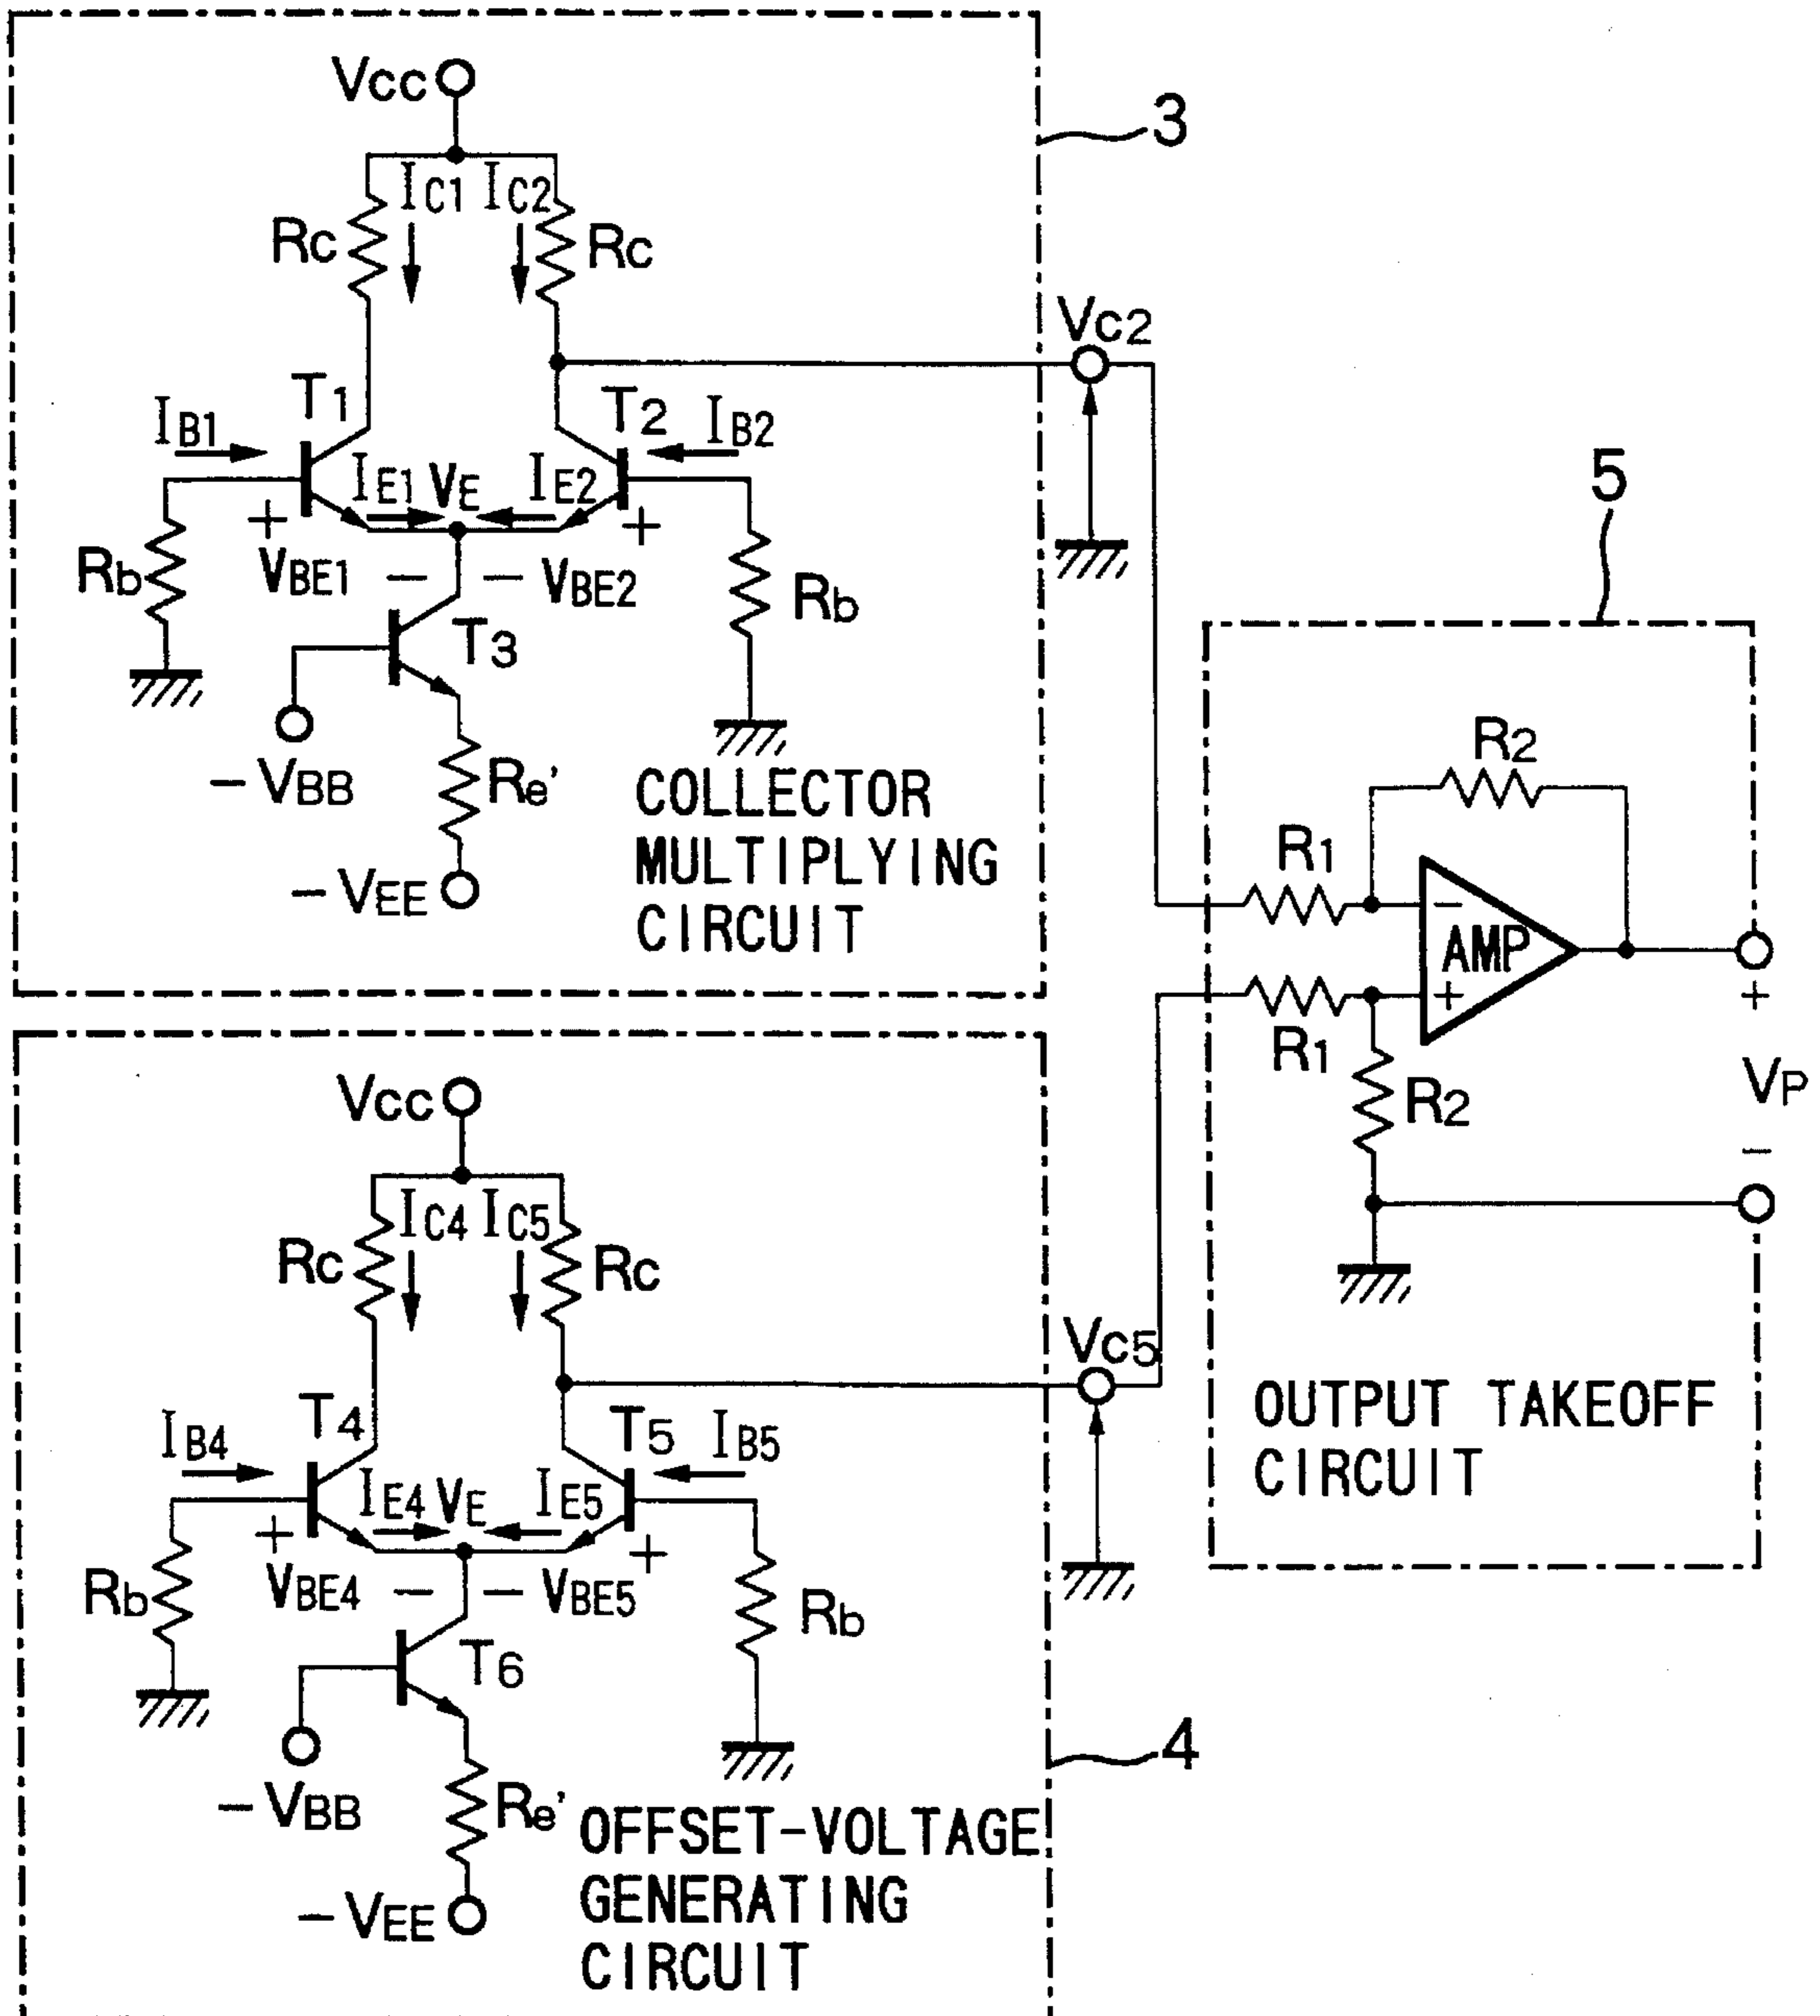 Vcc
3
IC1 IC2
Rc Rc
Vc2
T1 T2
IB1 IB2
IE1 VE IE2
+ +
Rb VBE1 − − VBE2
Rb
T3
−VBB
Re'
−VEE
COLLECTOR
MULTIPLYING
CIRCUIT
5
R2
R1
−
AMP
+
R1
R2
+
VP
−
OUTPUT TAKEOFF
CIRCUIT
Vcc
IC4 IC5
Rc Rc
Vc5
T4 T5
IB4 IB5
IE4 VE IE5
+ +
Rb VBE4 − − VBE5
Rb
T6
4
−VBB
Re'
−VEE
OFFSET-VOLTAGE
GENERATING
CIRCUIT